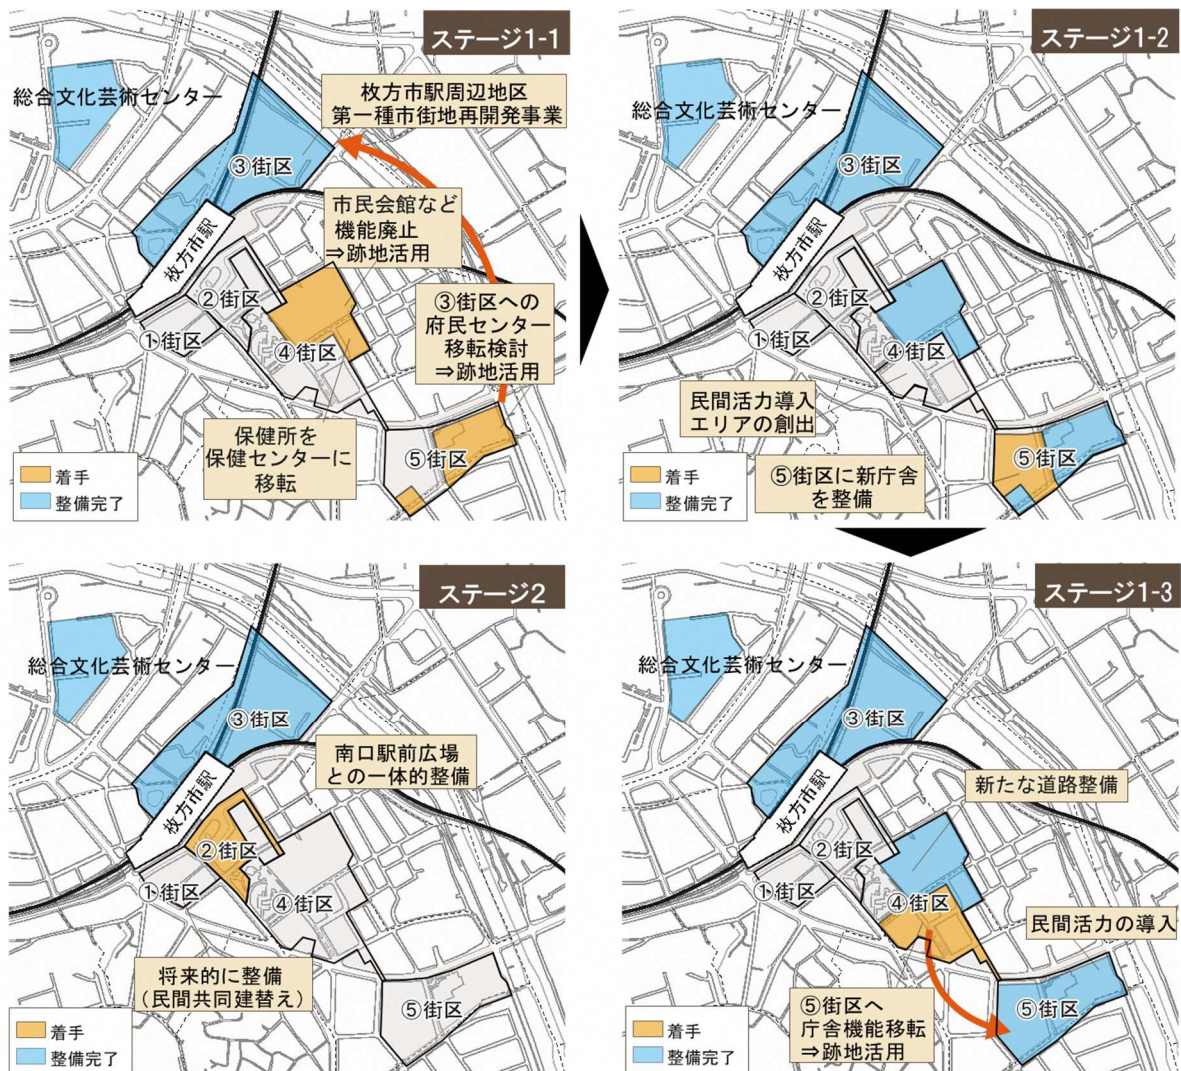 ステージ1-1
総合文化芸術センター
枚方市駅周辺地区
第一種市街地再開発事業
③街区
市民会館など
機能廃止
⇒跡地活用
枚方市駅
②街区
①街区
④街区
③街区への
府民センター
移転検討
⇒跡地活用
保健所を
保健センターに
移転
⑤街区
着手
整備完了
ステージ1-2
総合文化芸術センター
③街区
枚方市駅
②街区
①街区
④街区
民間活力導入
エリアの創出
⑤街区
⑤街区に新庁舎
を整備
着手
整備完了
ステージ2
総合文化芸術センター
③街区
南口駅前広場
との一体的整備
枚方市駅
②街区
①街区
④街区
将来的に整備
（民間共同建替え）
⑤街区
着手
整備完了
ステージ1-3
総合文化芸術センター
③街区
新たな道路整備
枚方市駅
②街区
①街区
④街区
民間活力の導入
⑤街区へ
庁舎機能移転
⇒跡地活用
⑤街区
着手
整備完了